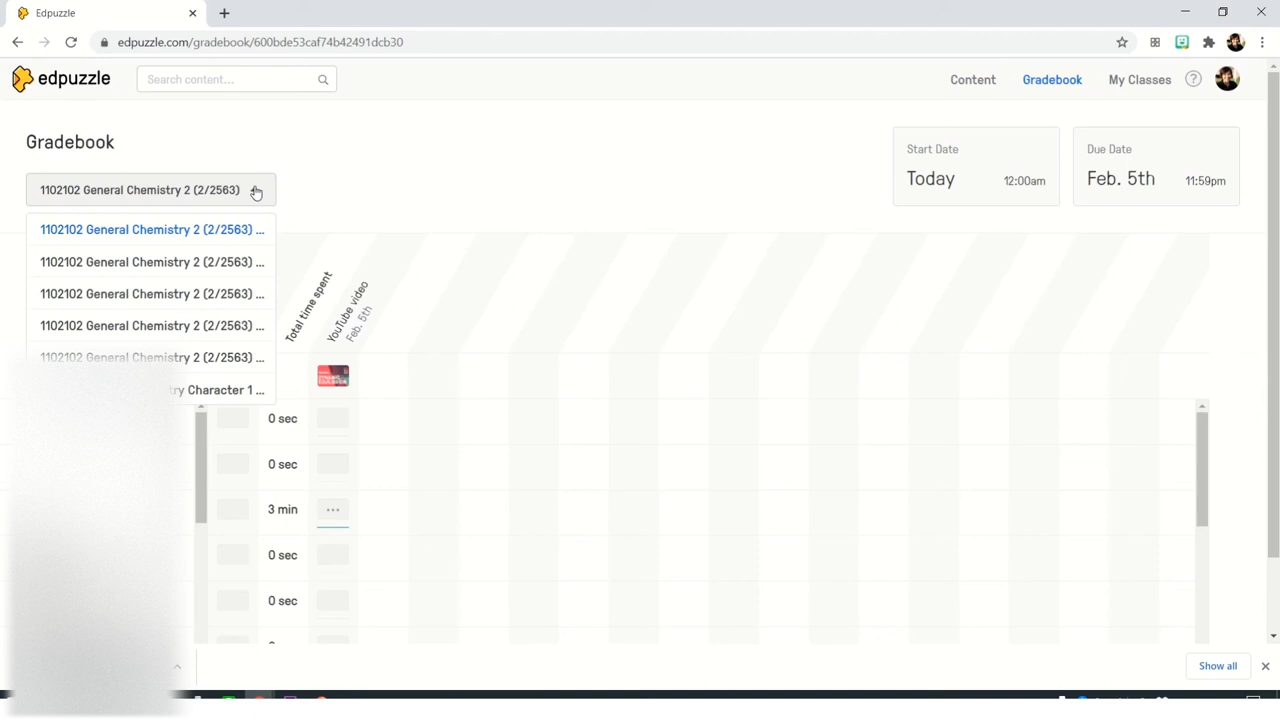 Edpuzzle
edpuzzle.com/gradebook/600bde53caf74b42491dcb30
edpuzzle
Search content...
Content
Gradebook
My Classes
Gradebook
Start Date
Today 12:00am
Due Date
Feb. 5th 11:59pm
1102102 General Chemistry 2 (2/2563)
1102102 General Chemistry 2 (2/2563) ...
1102102 General Chemistry 2 (2/2563) ...
1102102 General Chemistry 2 (2/2563) ...
1102102 General Chemistry 2 (2/2563) ...
1102102 General Chemistry 2 (2/2563) ...
Character 1 ...
Total time spent
YouTube video
Feb. 5th
0 sec
0 sec
3 min
0 sec
0 sec
Show all